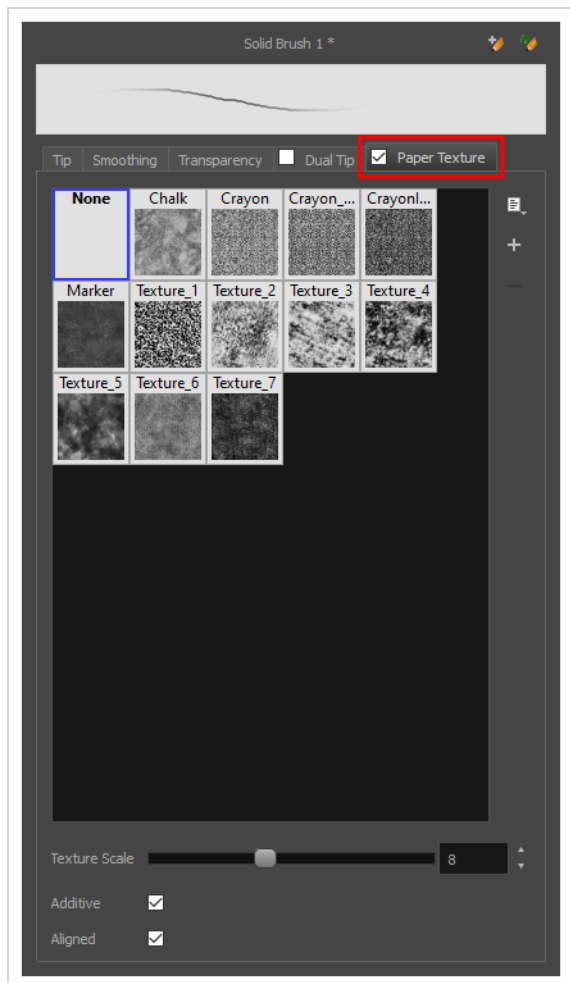 Solid Brush 1 *
Tip Smoothing Transparency Dual Tip Paper Texture
None Chalk Crayon Crayon_... Crayonl...
Marker Texture_1 Texture_2 Texture_3 Texture_4
Texture_5 Texture_6 Texture_7
Texture Scale 8
Additive
Aligned